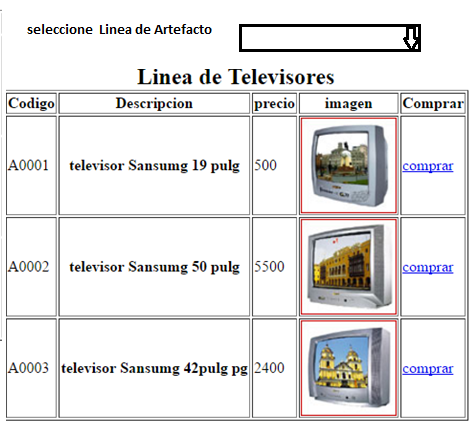 seleccione Linea de Artefacto
Linea de Televisores
Codigo Descripcion precio imagen Comprar
A0001 televisor Sansumg 19 pulg 500 comprar
A0002 televisor Sansumg 50 pulg 5500 comprar
A0003 televisor Sansumg 42pulg pg 2400 comprar